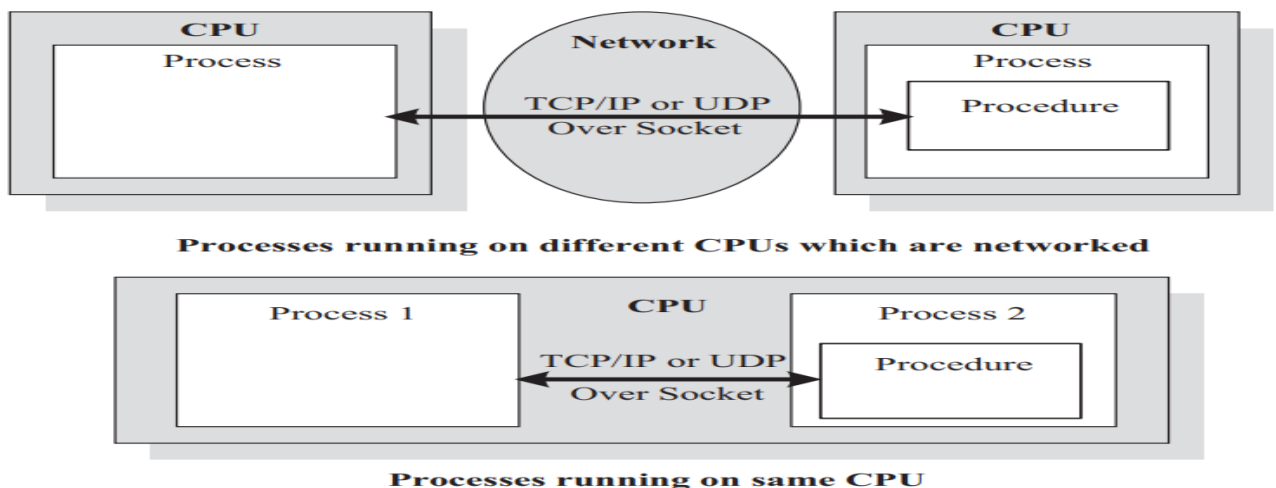 CPU
Process
Network
TCP/IP or UDP
Over Socket
CPU
Process
Procedure
Processes running on different CPUs which are networked
Process 1
CPU
TCP/IP or UDP
Over Socket
Process 2
Procedure
Processes running on same CPU